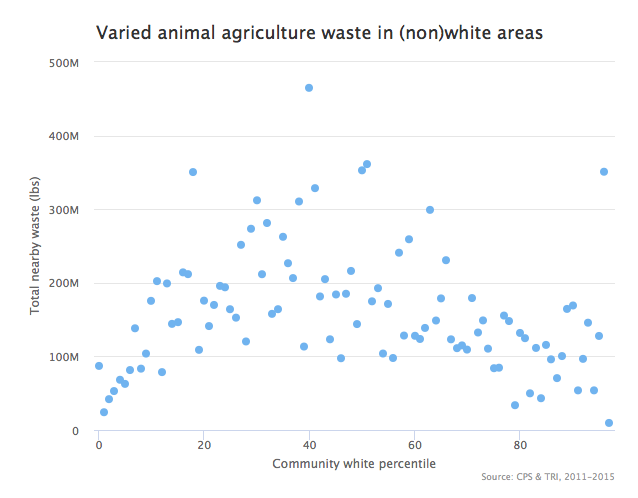 Varied animal agriculture waste in (non)white areas
500M
400M
300M
200M
100M
0
Total nearby waste (lbs)
0 20 40 60 80
Community white percentile
Source: CPS & TRI, 2011–2015